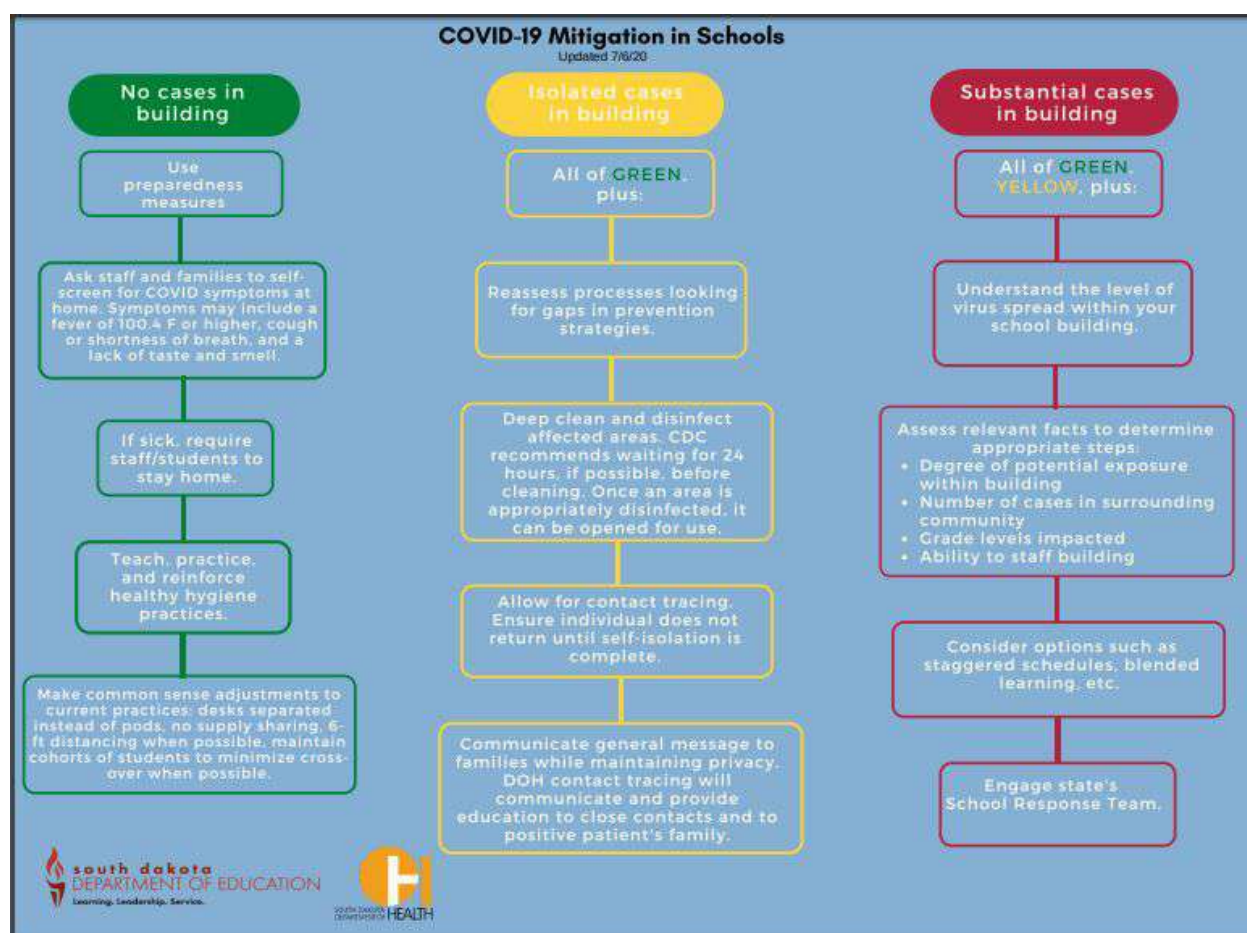 COVID-19 Mitigation in Schools
Updated 7/6/20
No cases in
building
Use
preparedness
measures
Ask staff and families to self-
screen for COVID symptoms at
home. Symptoms may include a
fever of 100.4 F or higher, cough
or shortness of breath, and a
lack of taste and smell.
If sick, require
staff/students to
stay home.
Teach, practice,
and reinforce
healthy hygiene
practices.
Make common sense adjustments to
current practices: desks separated
instead of pods, no supply sharing, 6-
ft distancing when possible, maintain
cohorts of students to minimize cross-
over when possible.
Isolated cases
in building
All of GREEN,
plus:
Reassess processes looking
for gaps in prevention
strategies.
Deep clean and disinfect
affected areas. CDC
recommends waiting for 24
hours, if possible, before
cleaning. Once an area is
appropriately disinfected, it
can be opened for use.
Allow for contact tracing.
Ensure individual does not
return until self-isolation is
complete.
Communicate general message to
families while maintaining privacy.
DOH contact tracing will
communicate and provide
education to close contacts and to
positive patient's family.
Substantial cases
in building
All of GREEN,
YELLOW, plus:
Understand the level of
virus spread within your
school building.
Assess relevant facts to determine
appropriate steps:
• Degree of potential exposure
within building
• Number of cases in surrounding
community
• Grade levels impacted
• Ability to staff building
Consider options such as
staggered schedules, blended
learning, etc.
Engage state's
School Response Team.
south dakota
DEPARTMENT OF EDUCATION
Learning. Leadership. Service.
SOUTH DAKOTA
DEPARTMENT OF HEALTH